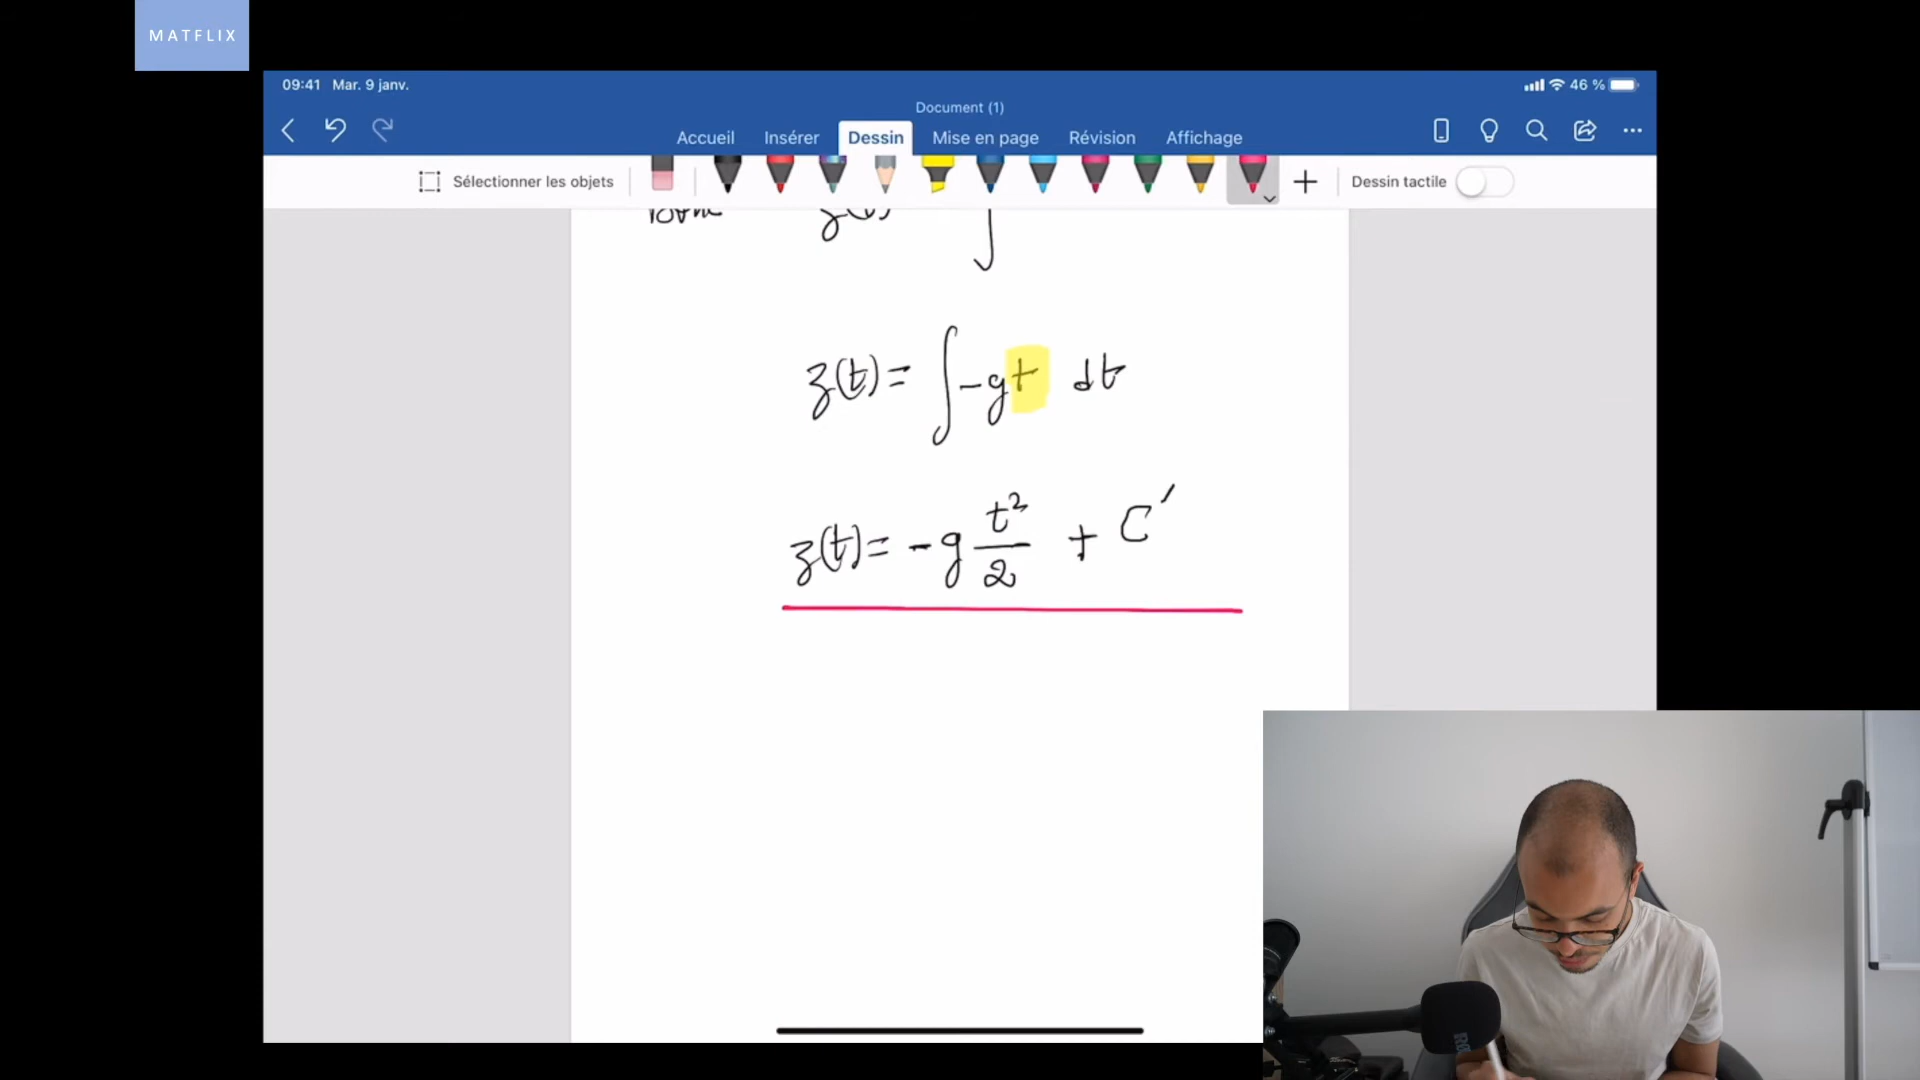 MATFLIX
09:41 Mar. 9 janv.
46 %
Document (1)
Accueil Insérer Dessin Mise en page Révision Affichage
Sélectionner les objets
Dessin tactile
z(t) = ∫ -gt dt
z(t) = -g t²/2 + C'